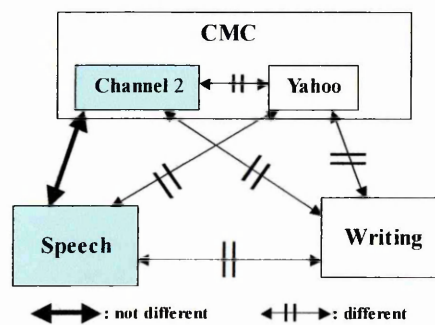 CMC
Channel 2
Yahoo
Speech
Writing
: not different
: different